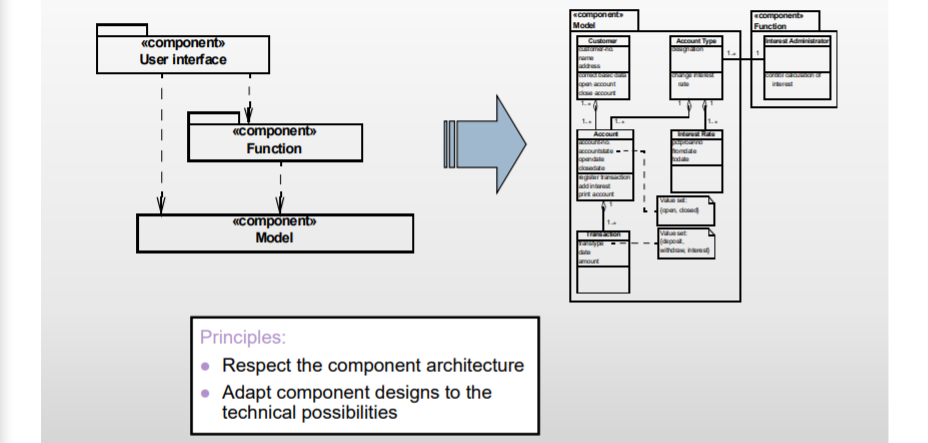 «component»
User interface
«component»
Function
«component»
Model
«component»
Model
Customer
customer-no.
name
address
correct basic data
open account
close account
Account Type
designation
change interest
rate
«component»
Function
Interest Administrator
control calculation of
interest
1..*
1
1..*
1
1
1..*
1..*
1..*
Account
account-no.
accountstate
opendate
closedate
register transaction
add interest
print account
Interest Rate
fromdate
todate
Value set:
{open, closed}
1
1..*
Transaction
transtype
date
amount
Value set:
{deposit,
withdraw, interest}
Principles:
Respect the component architecture
Adapt component designs to the
technical possibilities